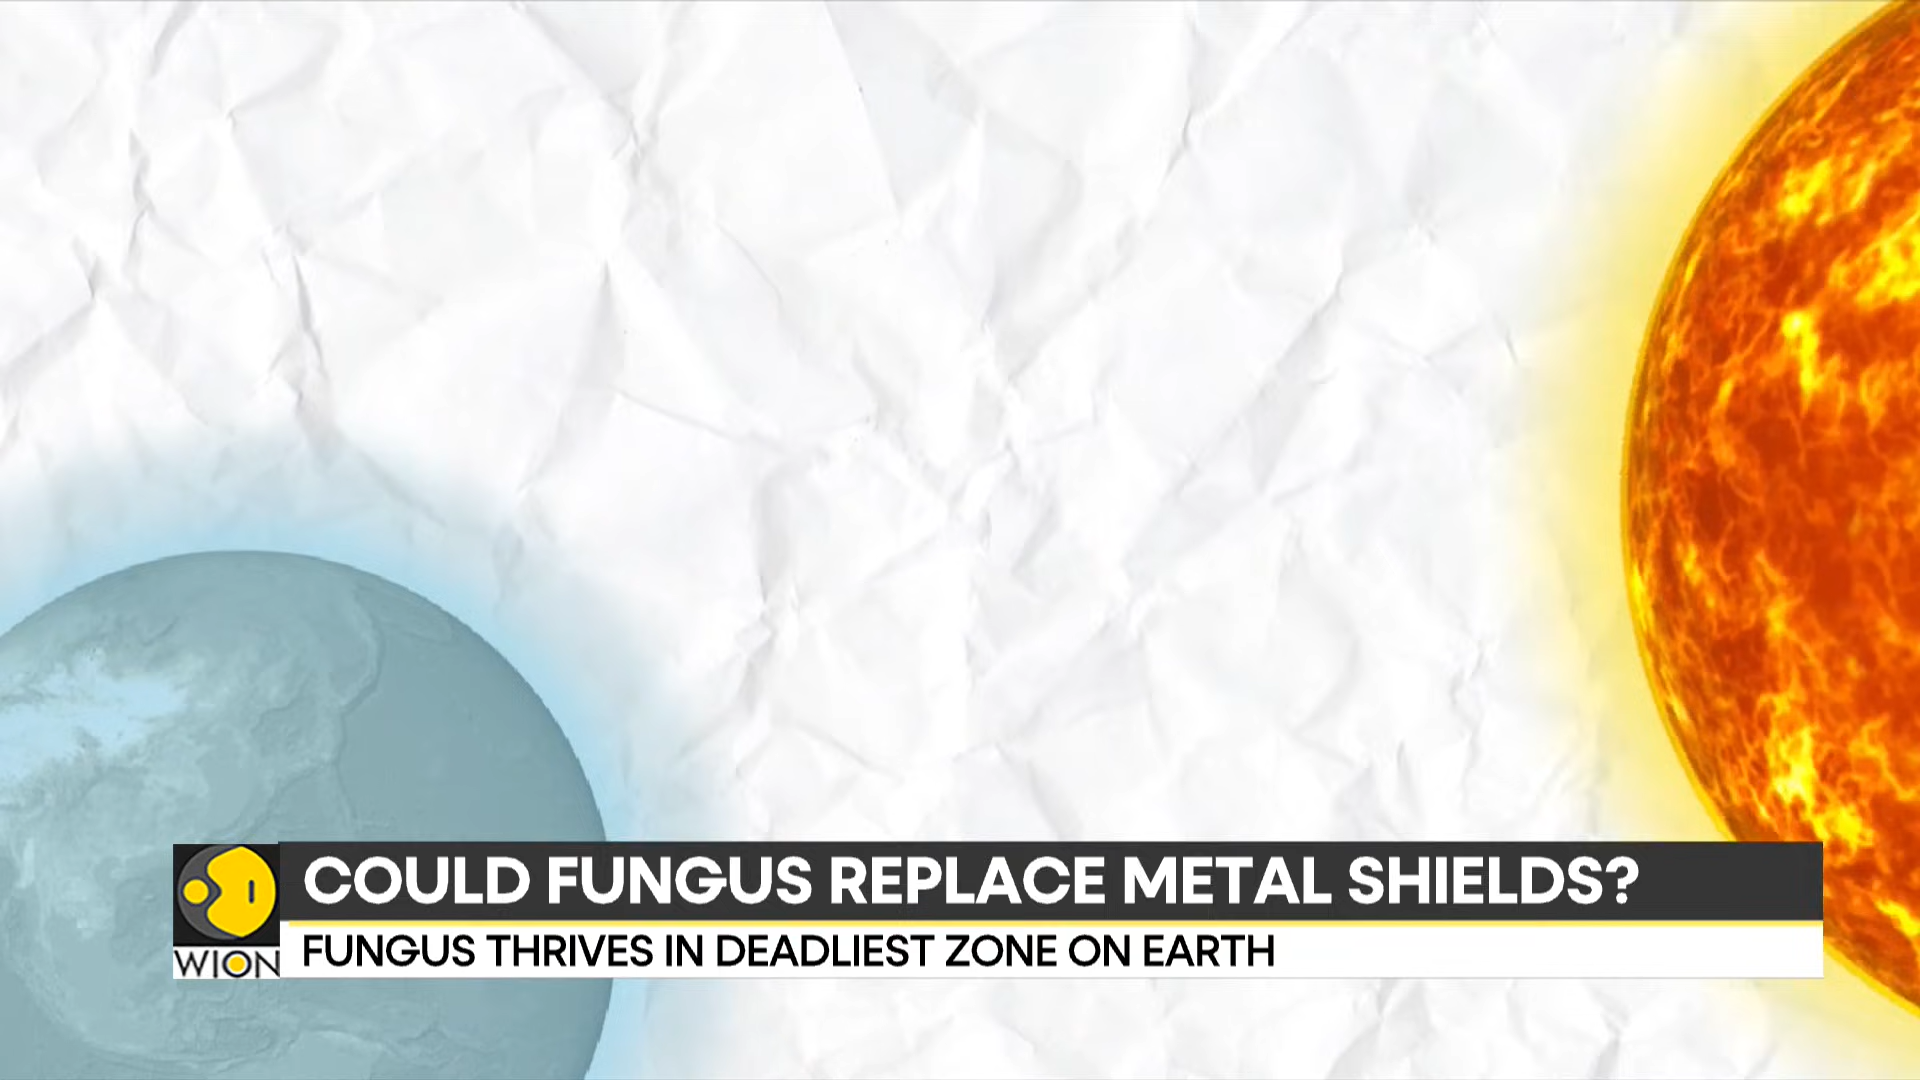 COULD FUNGUS REPLACE METAL SHIELDS?
FUNGUS THRIVES IN DEADLIEST ZONE ON EARTH
WION